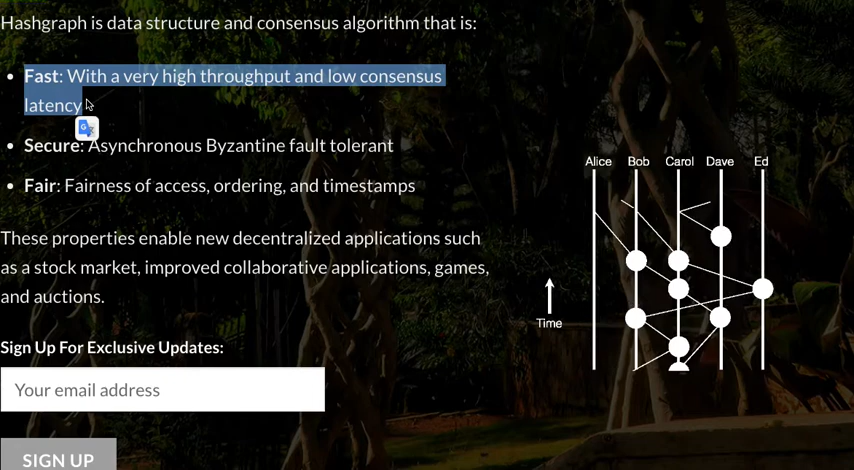 Hashgraph is data structure and consensus algorithm that is:
Fast: With a very high throughput and low consensus
latency
Secure: Asynchronous Byzantine fault tolerant
Fair: Fairness of access, ordering, and timestamps
These properties enable new decentralized applications such
as a stock market, improved collaborative applications, games,
and auctions.
Sign Up For Exclusive Updates:
Your email address
SIGN UP
Alice Bob Carol Dave Ed
Time